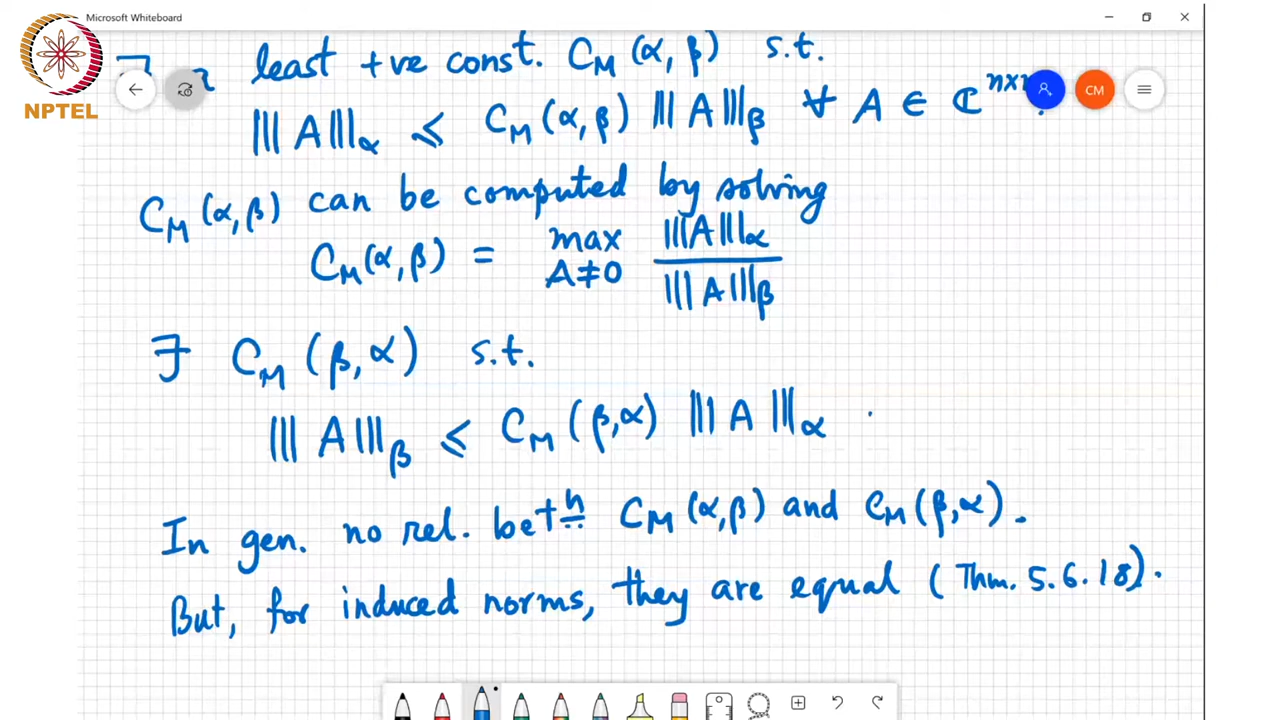 Microsoft Whiteboard
NPTEL
least +ve const. C_M (α, β) s.t.
||| A |||_α ≤ C_M (α, β) ||| A |||_β ∀ A ∈ ℂ^{n×n}.
CM
C_M (α, β) can be computed by solving
C_M (α, β) = max_{A≠0} |||A|||_α / ||| A |||_β
∃ C_M (β, α) s.t.
||| A |||_β ≤ C_M (β, α) ||| A |||_α .
In gen. no rel. betn C_M (α, β) and C_M (β, α).
But, for induced norms, they are equal (Thm. 5.6.18).